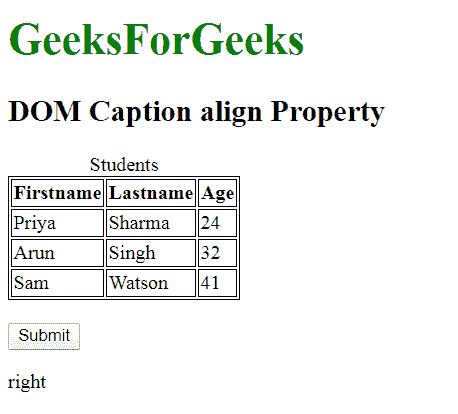 GeeksForGeeks
DOM Caption align Property
Students
Firstname Lastname Age
Priya Sharma 24
Arun Singh 32
Sam Watson 41
Submit
right